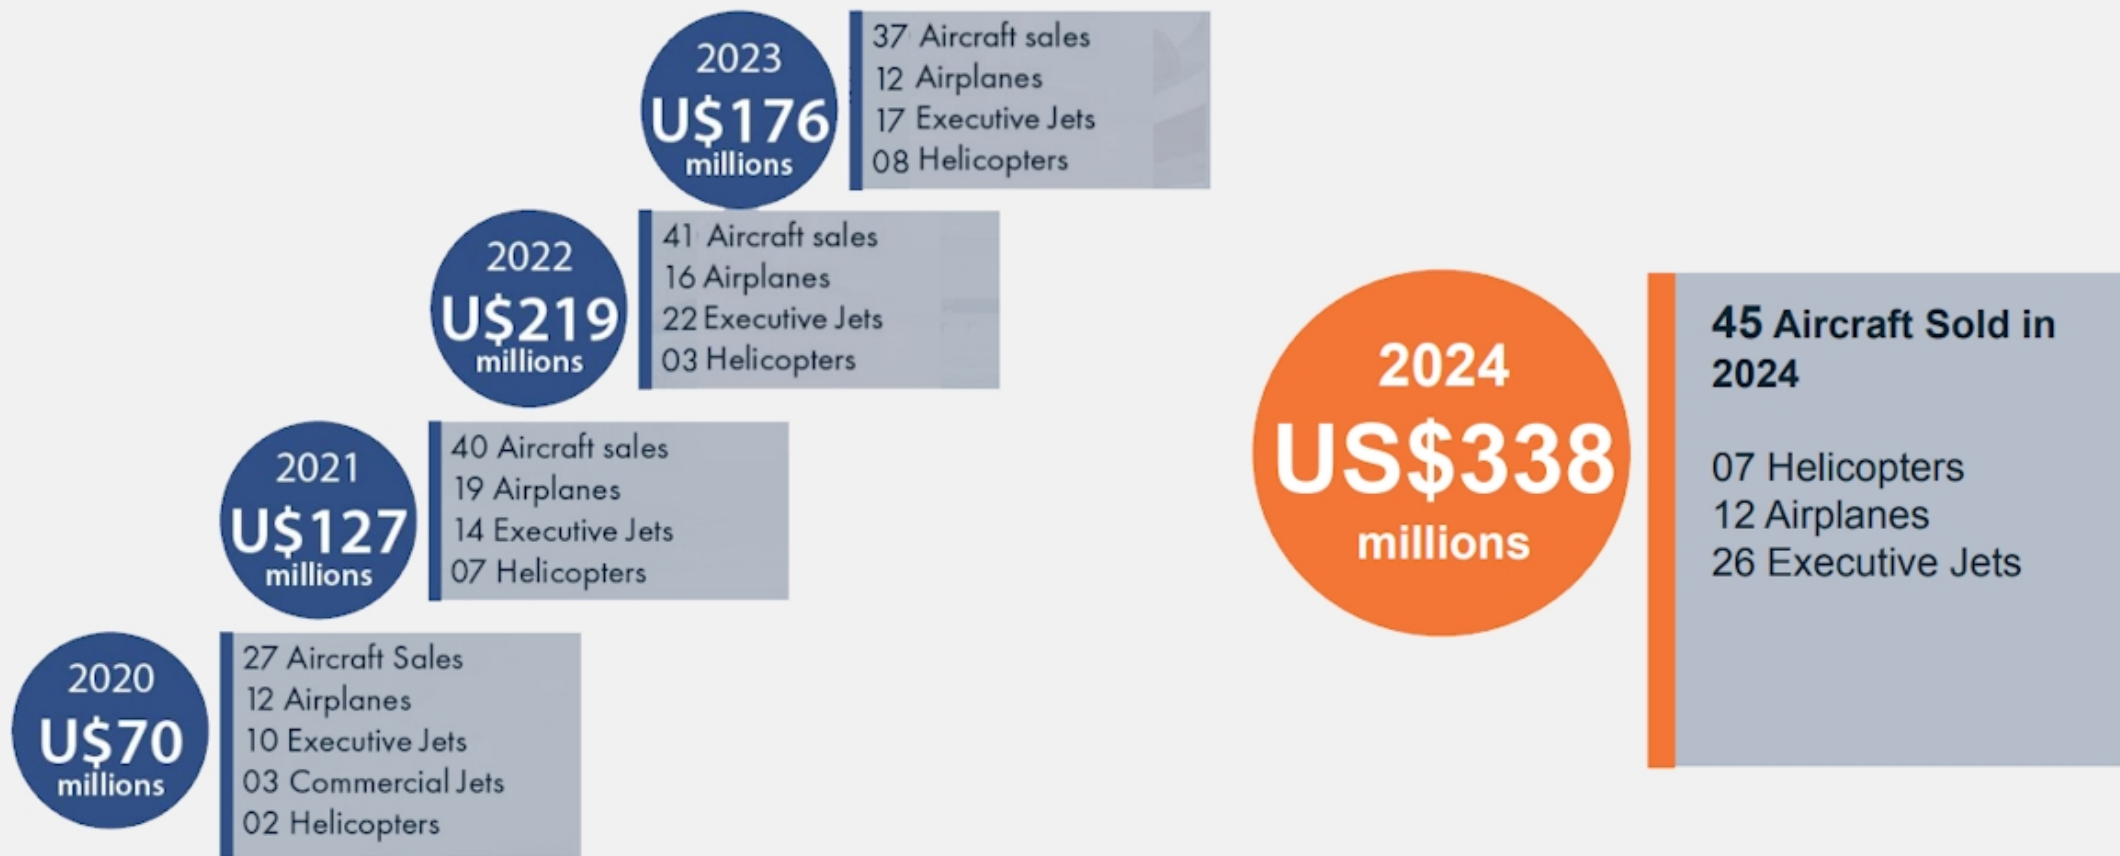 2023
U$176
millions
37 Aircraft sales
12 Airplanes
17 Executive Jets
08 Helicopters
2022
U$219
millions
41 Aircraft sales
16 Airplanes
22 Executive Jets
03 Helicopters
2021
U$127
millions
40 Aircraft sales
19 Airplanes
14 Executive Jets
07 Helicopters
2020
U$70
millions
27 Aircraft Sales
12 Airplanes
10 Executive Jets
03 Commercial Jets
02 Helicopters
2024
US$338
millions
45 Aircraft Sold in
2024
07 Helicopters
12 Airplanes
26 Executive Jets